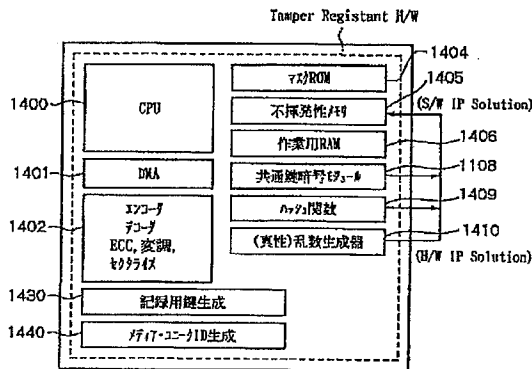 Tamper Registant H/W
1400
CPU
1401
DMA
1402
エンコーダ
デコーダ
ECC, 変調,
セクタライズ
1430
記録用鍵生成
1440
メディア・ユニークID生成
マスクROM
1404
不揮発性メモリ
1405
(S/W IP Solution)
作業用RAM
1406
共通鍵暗号モジュール
1108
ハッシュ関数
1409
(真性)乱数生成器
1410
(H/W IP Solution)